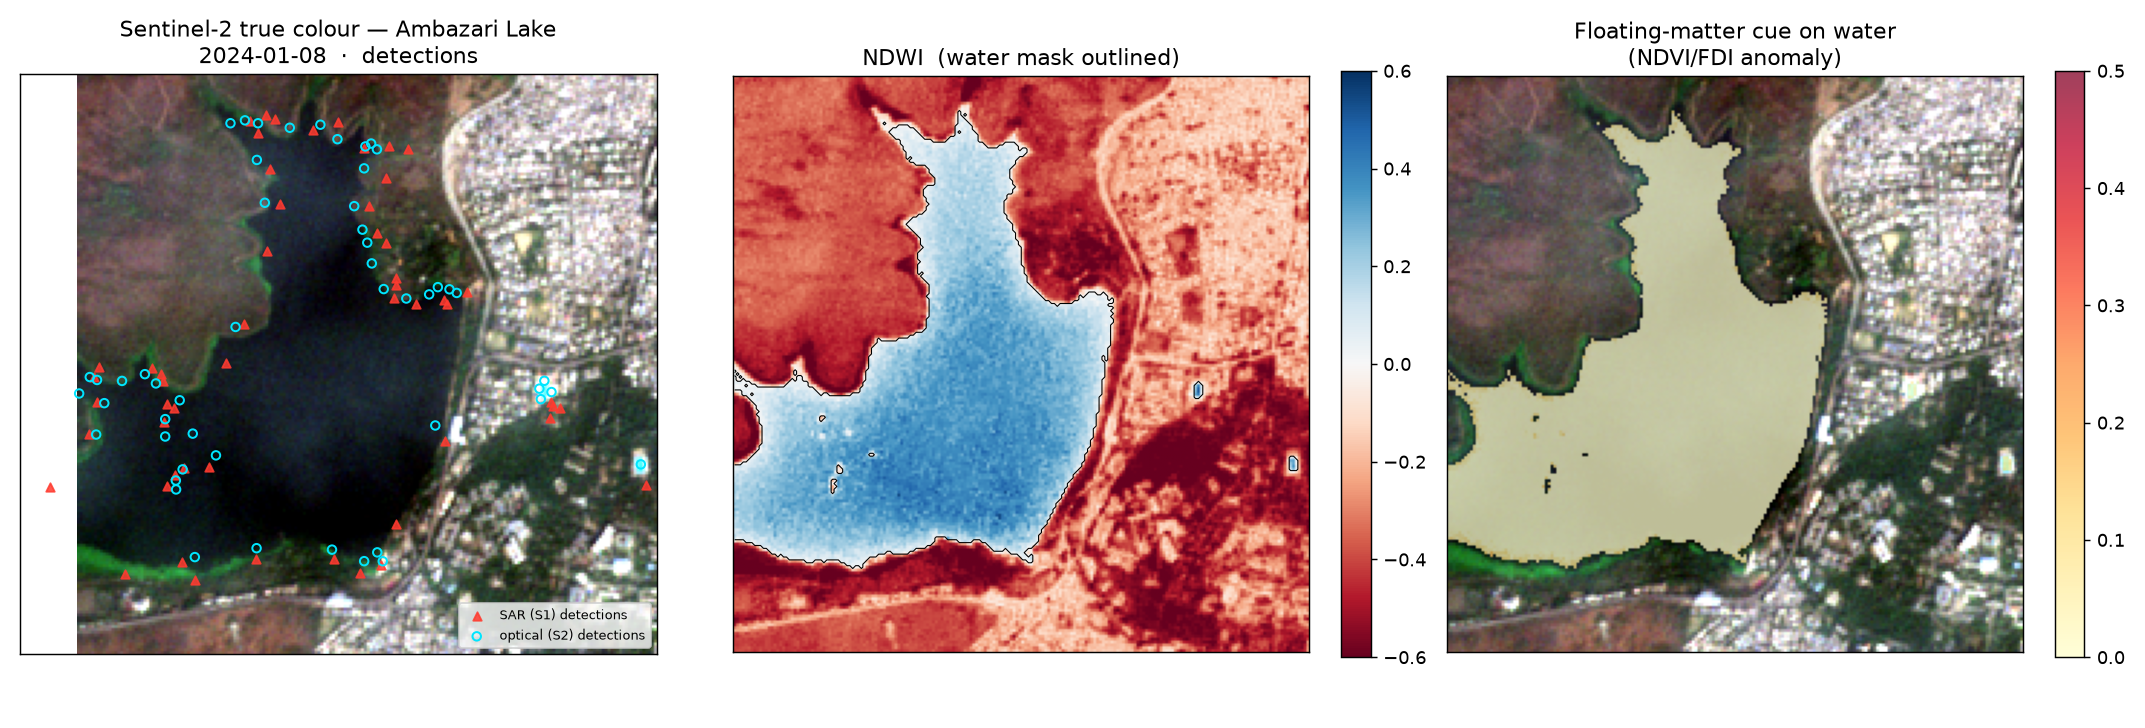 Sentinel-2 true colour — Ambazari Lake
2024-01-08  ·  detections
SAR (S1) detections
optical (S2) detections
NDWI  (water mask outlined)
0.6
0.4
0.2
0.0
−0.2
−0.4
−0.6
Floating-matter cue on water
(NDVI/FDI anomaly)
0.5
0.4
0.3
0.2
0.1
0.0